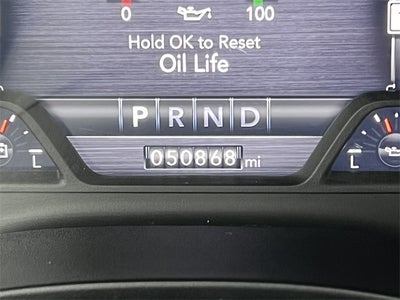 0 100
Hold OK to Reset
Oil Life
P R N D
L 050868 mi L